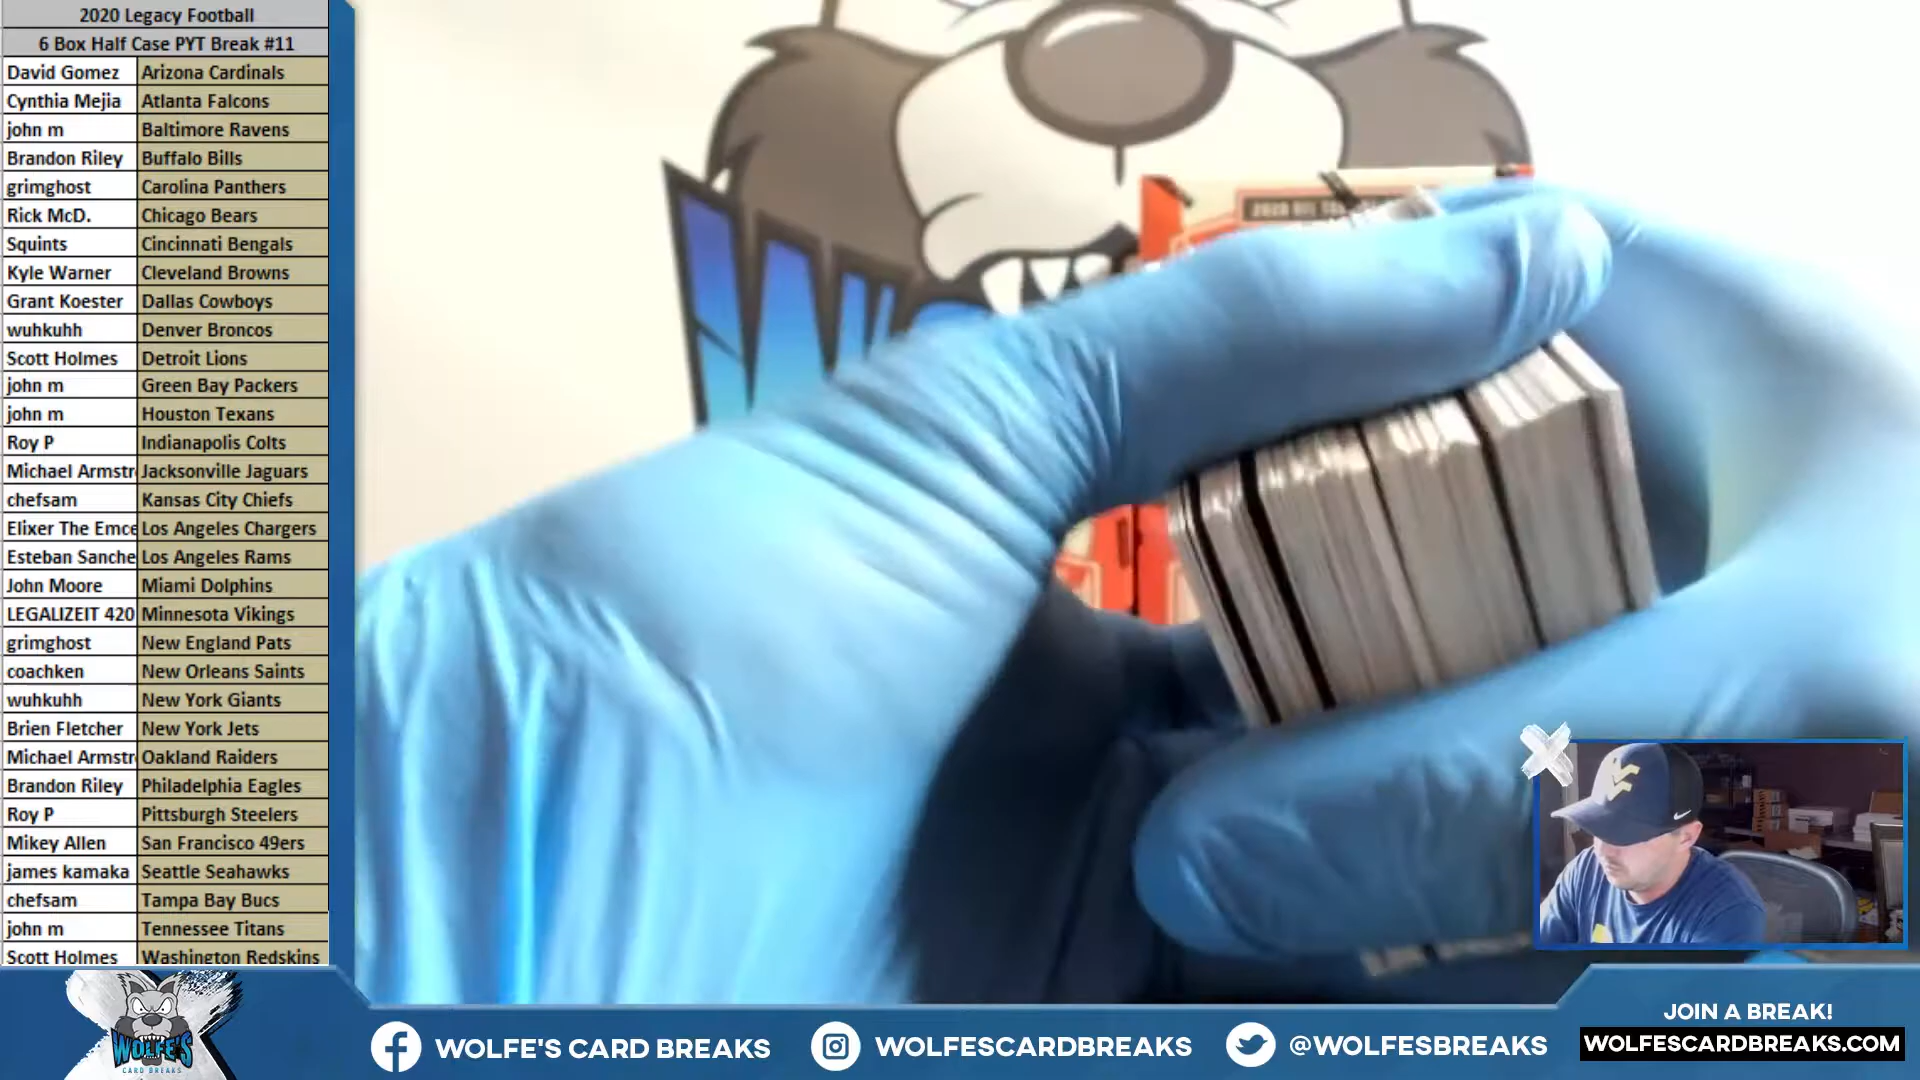 2020 Legacy Football
6 Box Half Case PYT Break #11
David Gomez Arizona Cardinals
Cynthia Mejia Atlanta Falcons
john m Baltimore Ravens
Brandon Riley Buffalo Bills
grimghost Carolina Panthers
Rick McD. Chicago Bears
Squints Cincinnati Bengals
Kyle Warner Cleveland Browns
Grant Koester Dallas Cowboys
wuhkuhh Denver Broncos
Scott Holmes Detroit Lions
john m Green Bay Packers
john m Houston Texans
Roy P Indianapolis Colts
Michael Armstr Jacksonville Jaguars
chefsam Kansas City Chiefs
Elixer The Emce Los Angeles Chargers
Esteban Sanche Los Angeles Rams
John Moore Miami Dolphins
LEGALIZEIT 420 Minnesota Vikings
grimghost New England Pats
coachken New Orleans Saints
wuhkuhh New York Giants
Brien Fletcher New York Jets
Michael Armstr Oakland Raiders
Brandon Riley Philadelphia Eagles
Roy P Pittsburgh Steelers
Mikey Allen San Francisco 49ers
james kamaka Seattle Seahawks
chefsam Tampa Bay Bucs
john m Tennessee Titans
Scott Holmes Washington Redskins
WOLFE'S
CARD BREAKS
WOLFE'S CARD BREAKS
WOLFESCARDBREAKS
@WOLFESBREAKS
JOIN A BREAK!
WOLFESCARDBREAKS.COM